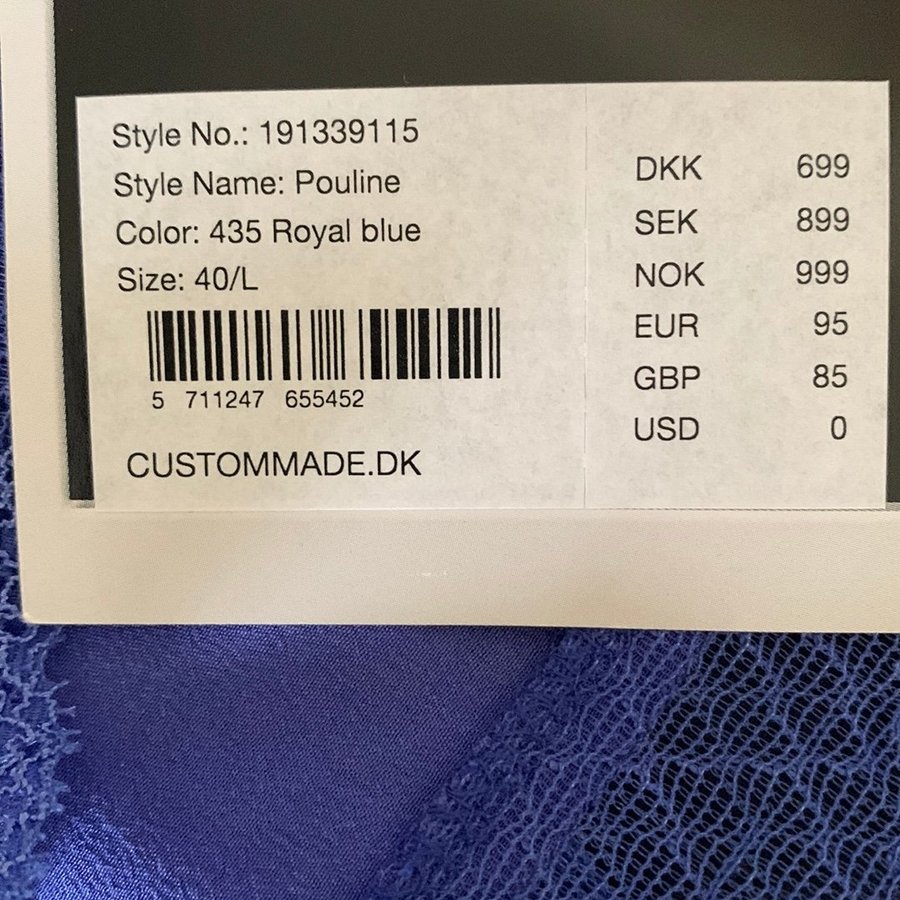 Style No.: 191339115
Style Name: Pouline
Color: 435 Royal blue
Size: 40/L
5 711247 655452
CUSTOMMADE.DK
DKK 699
SEK 899
NOK 999
EUR 95
GBP 85
USD 0